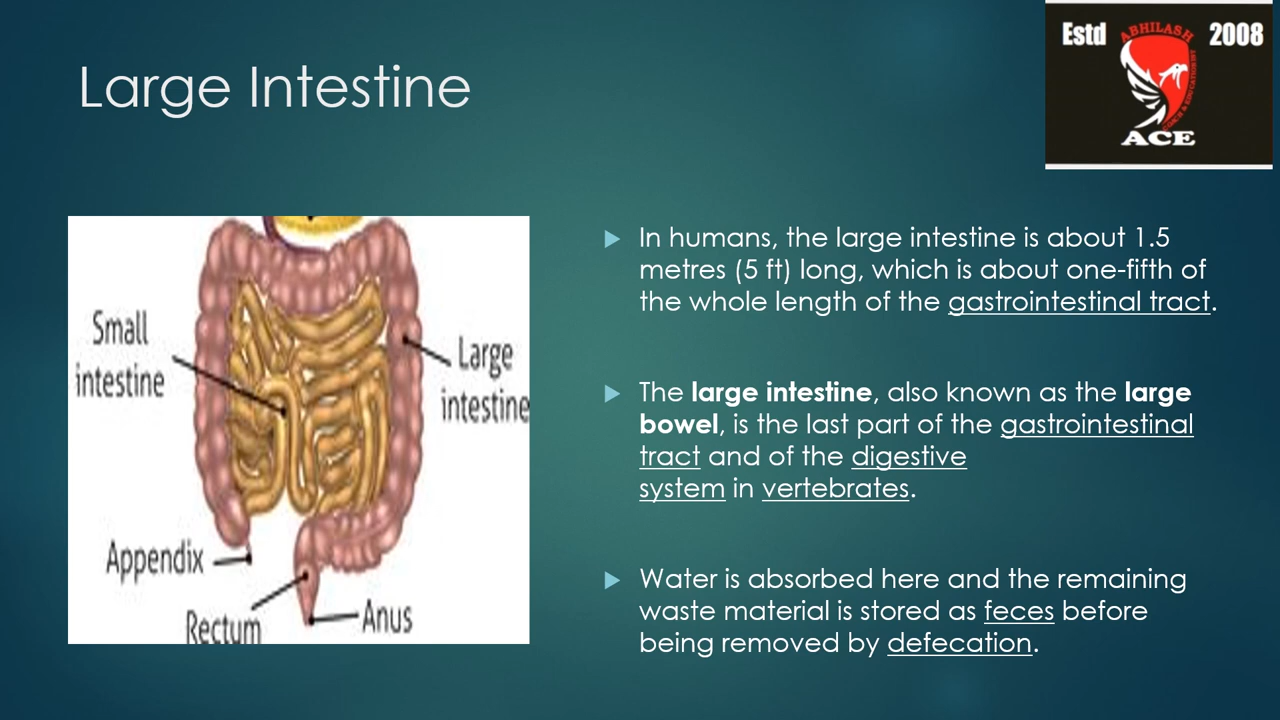 Large Intestine
Estd
2008
ABHILASH
ACE
Small
intestine
Large
intestine
Appendix
Rectum
Anus
In humans, the large intestine is about 1.5
metres (5 ft) long, which is about one-fifth of
the whole length of the gastrointestinal tract.
The large intestine, also known as the large
bowel, is the last part of the gastrointestinal
tract and of the digestive
system in vertebrates.
Water is absorbed here and the remaining
waste material is stored as feces before
being removed by defecation.